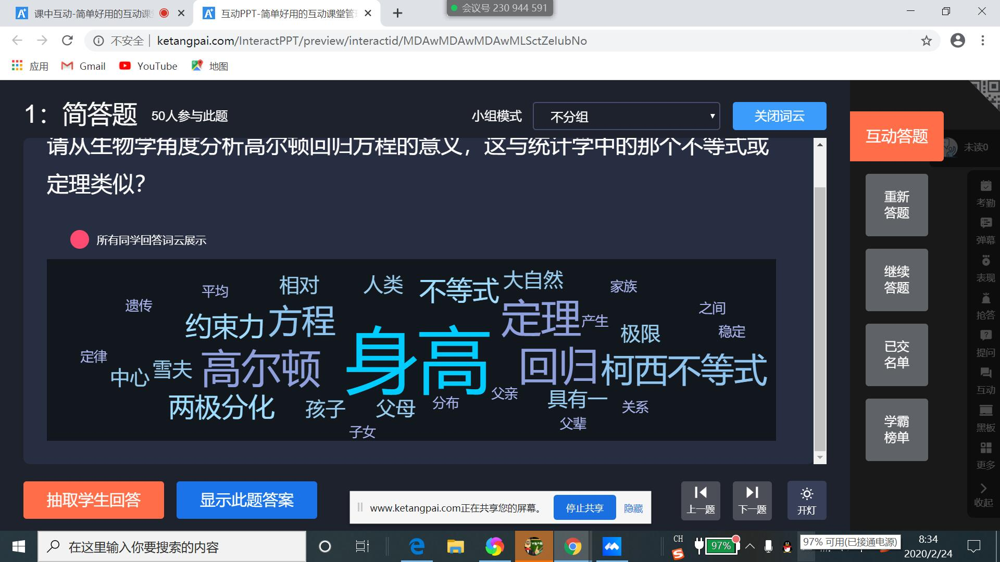 课中互动-简单好用的互动课堂
互动PPT-简单好用的互动课堂管理
会议号 230 944 591
不安全 ketangpai.com/InteractPPT/preview/interactid/MDAwMDAwMDAwMLSctZeIubNo
应用 Gmail YouTube 地图
1：简答题 50人参与此题 小组模式 不分组 关闭词云
请从生物学角度分析高尔顿回归方程的意义，这与统计学中的那个不等式或
定理类似？
所有同学回答词云展示
平均 相对 人类 不等式 大自然 家族
遗传 约束力 方程 定理 产生 之间
极限 稳定
定律 中心 雪夫 高尔顿 身高 回归 柯西不等式
两极分化 孩子 父母 分布 父亲 具有一 关系
子女 父辈
互动答题
未读0
重新
答题
继续
答题
已交
名单
学霸
榜单
考勤
弹幕
表现
抢答
提问
互动
黑板
更多
收起
抽取学生回答 显示此题答案
www.ketangpai.com正在共享您的屏幕。 停止共享 隐藏
上一题 下一题 开灯
在这里输入你要搜索的内容
CH
97%
97% 可用(已接通电源)
8:34
2020/2/24